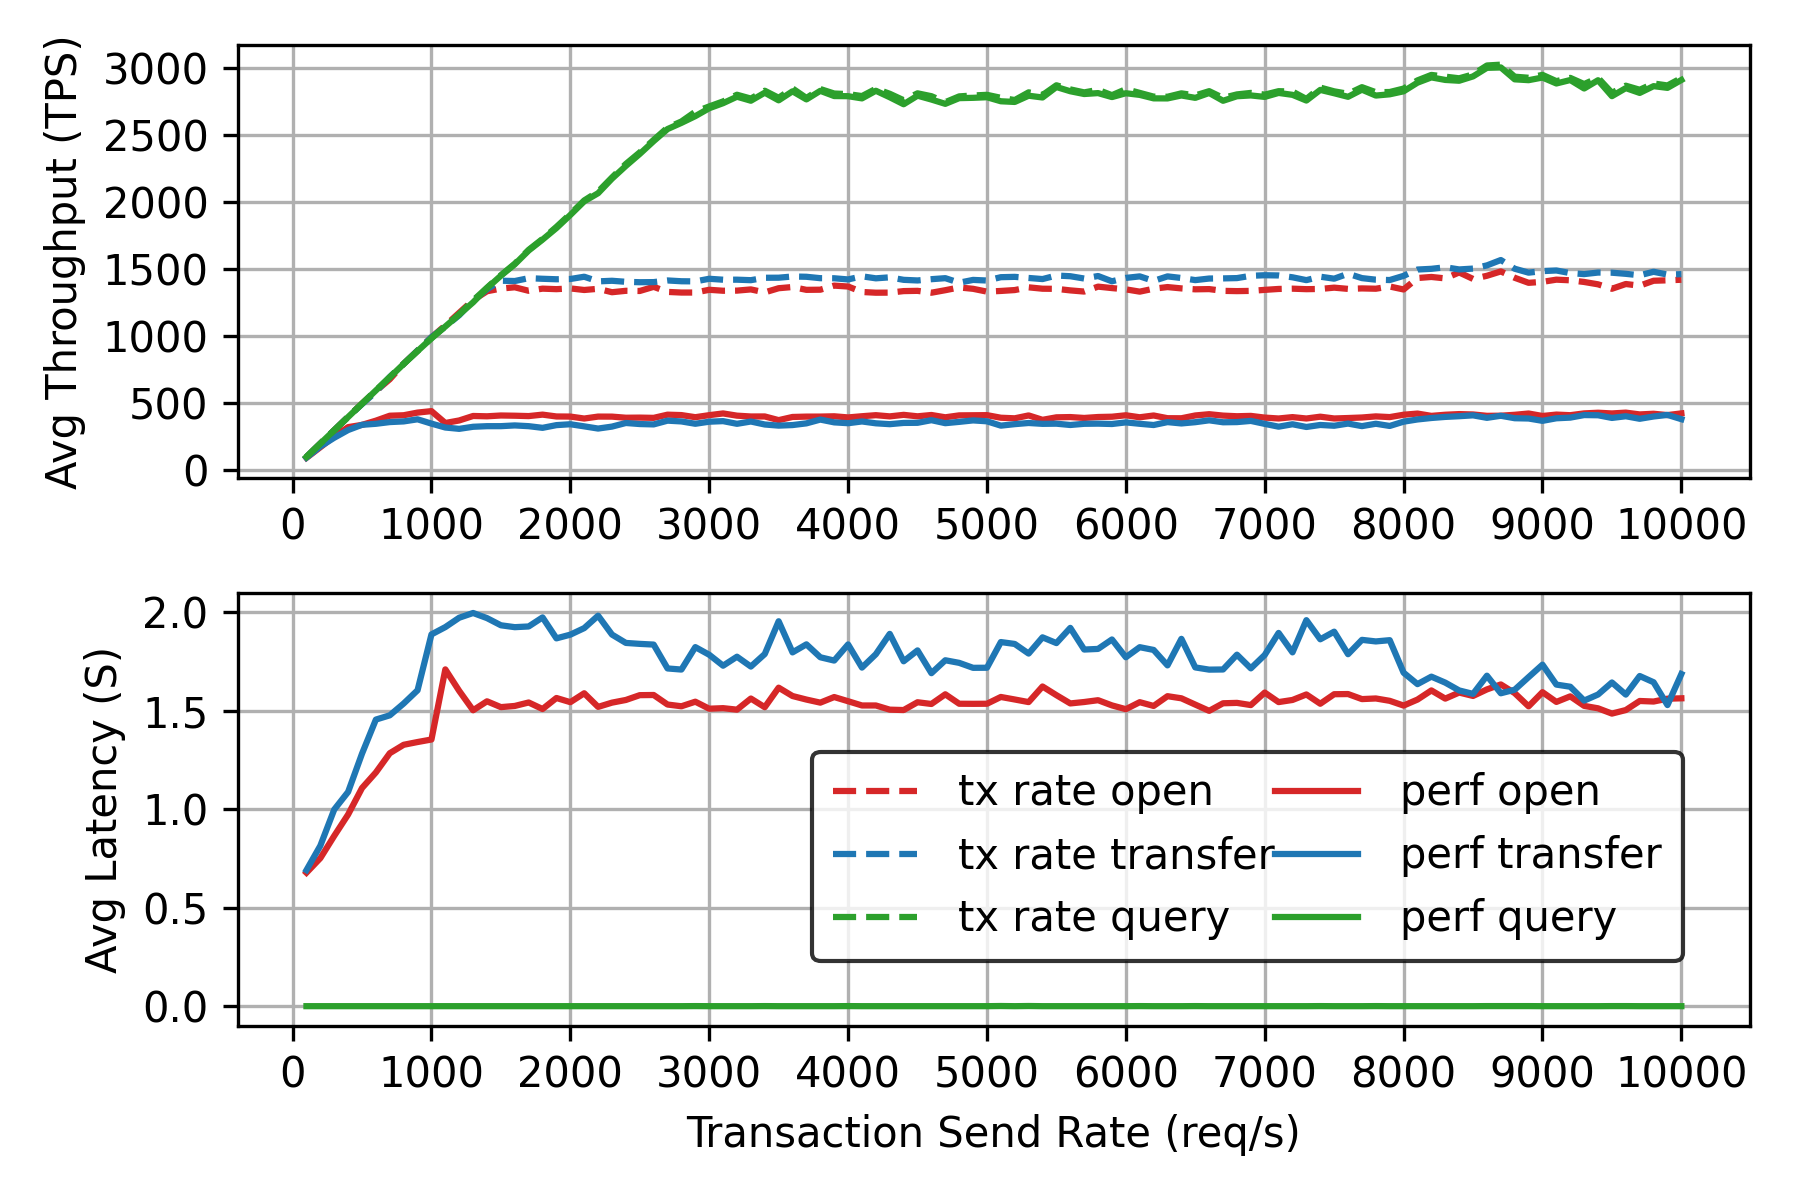 Avg Throughput (TPS)
3000
2500
2000
1500
1000
500
0
0 1000 2000 3000 4000 5000 6000 7000 8000 9000 10000
Avg Latency (S)
2.0
1.5
1.0
0.5
0.0
tx rate open perf open
tx rate transfer perf transfer
tx rate query perf query
0 1000 2000 3000 4000 5000 6000 7000 8000 9000 10000
Transaction Send Rate (req/s)